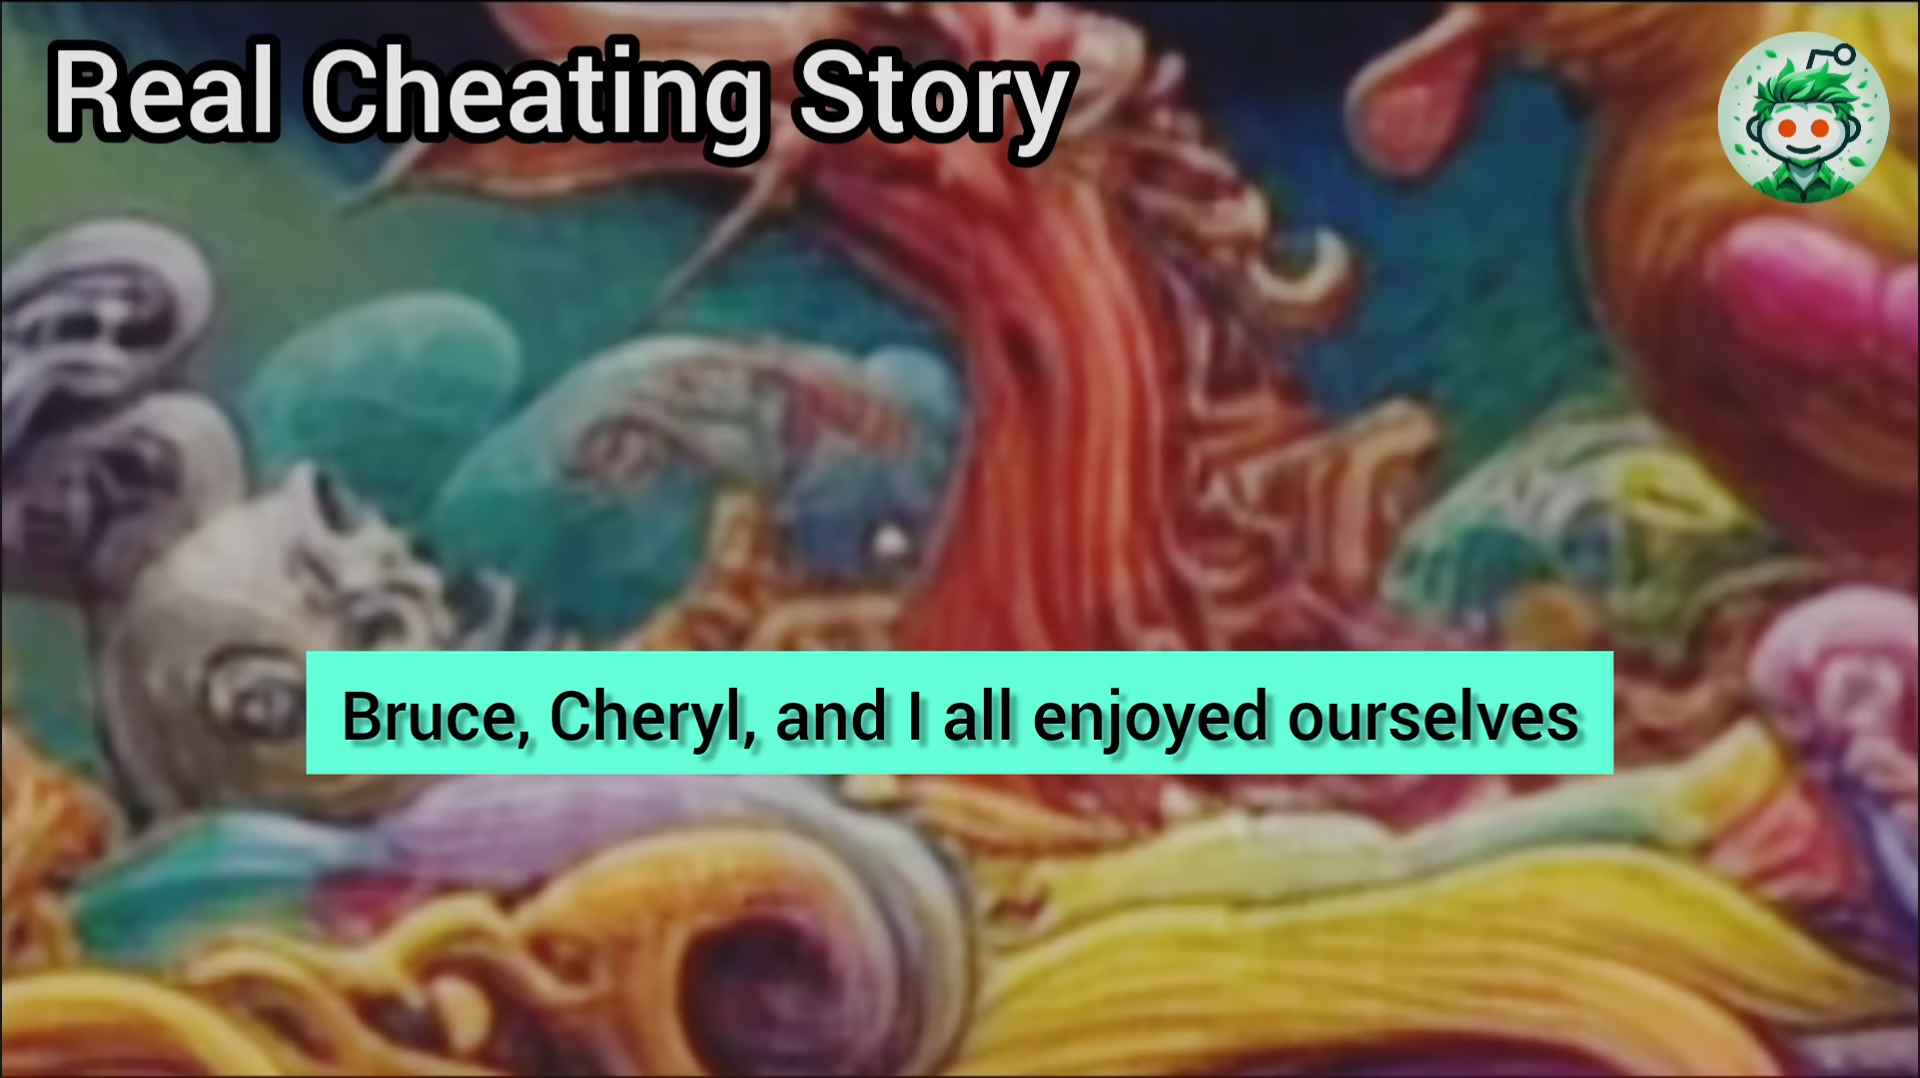 Real Cheating Story
Bruce, Cheryl, and I all enjoyed ourselves